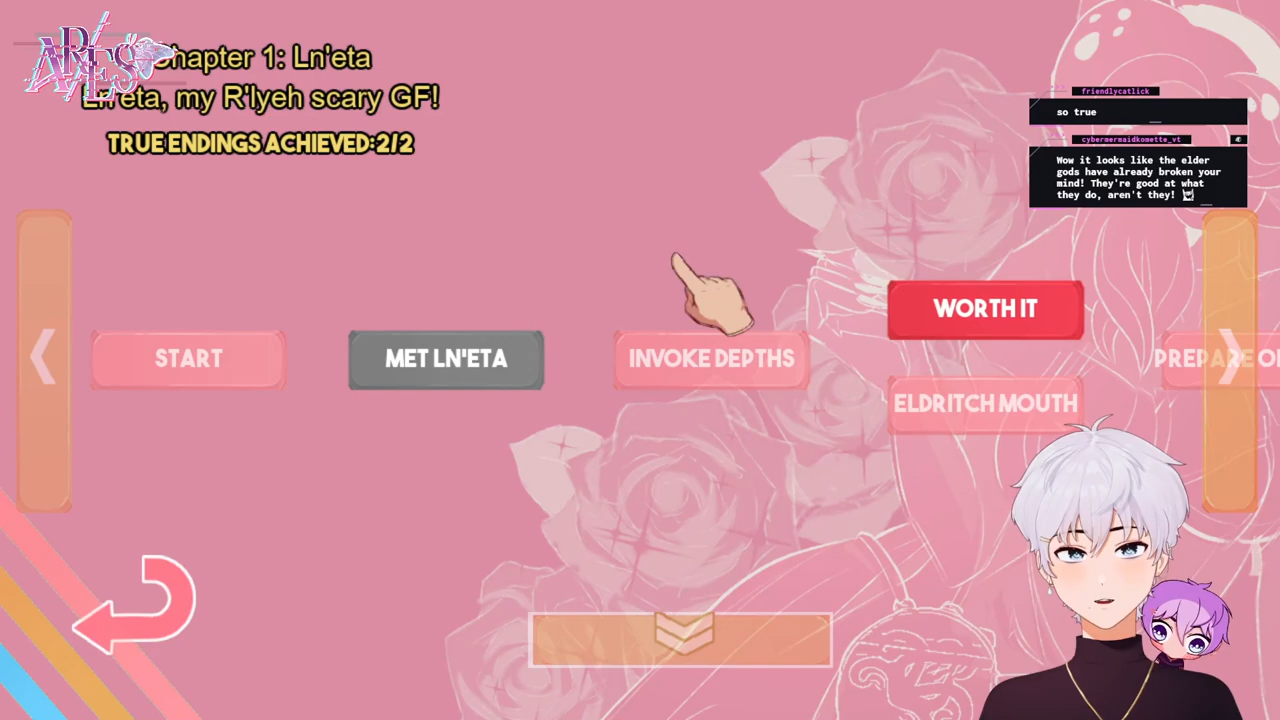 ARES
Chapter 1: Ln'eta
Ln'eta, my R'lyeh scary GF!
TRUE ENDINGS ACHIEVED:2/2
friendlycatlick
so true
cybermermaidkomette_vt
Wow it looks like the elder
gods have already broken your
mind! They're good at what
they do, aren't they!
WORTH IT
START
MET LN'ETA
INVOKE DEPTHS
PREPARE
ELDRITCH MOUTH